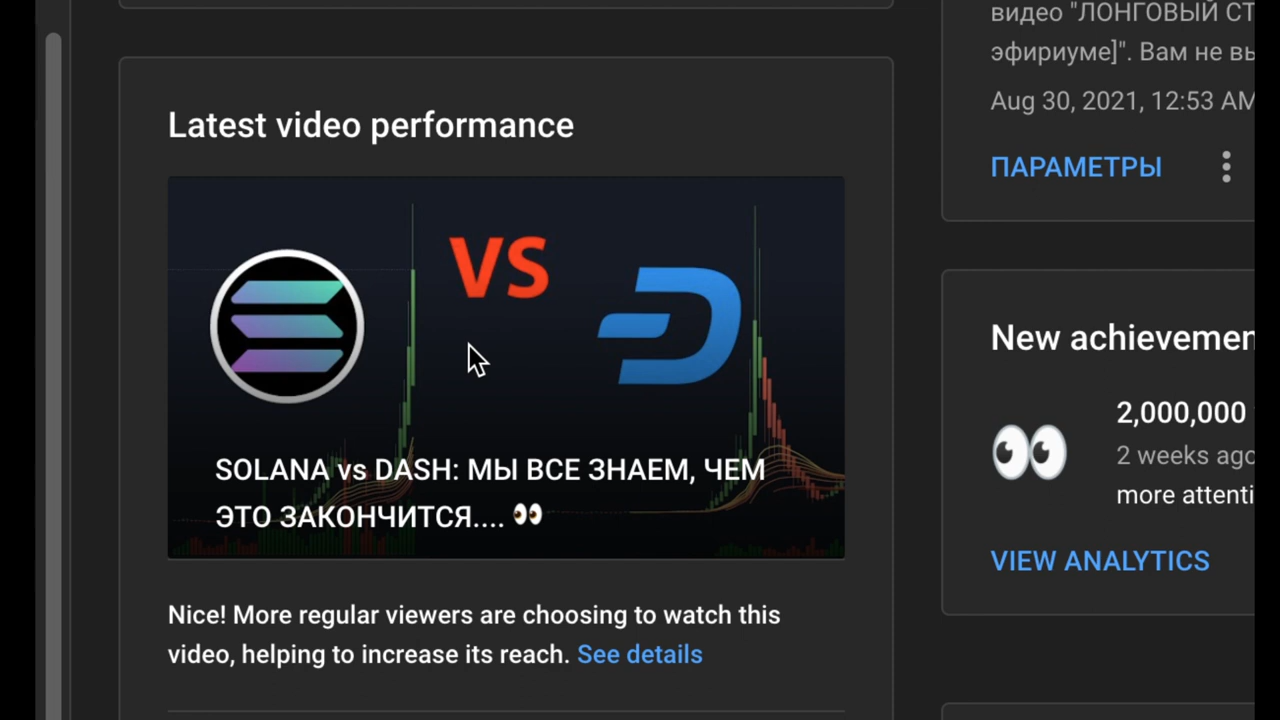 Latest video performance
VS
SOLANA vs DASH: МЫ ВСЕ ЗНАЕМ, ЧЕМ
ЭТО ЗАКОНЧИТСЯ.... 👀
Nice! More regular viewers are choosing to watch this
video, helping to increase its reach. See details
видео "ЛОНГОВЫЙ СТ
эфириуме]". Вам не вы
Aug 30, 2021, 12:53 AM
ПАРАМЕТРЫ
New achievemen
2,000,000
2 weeks ago
more attenti
VIEW ANALYTICS